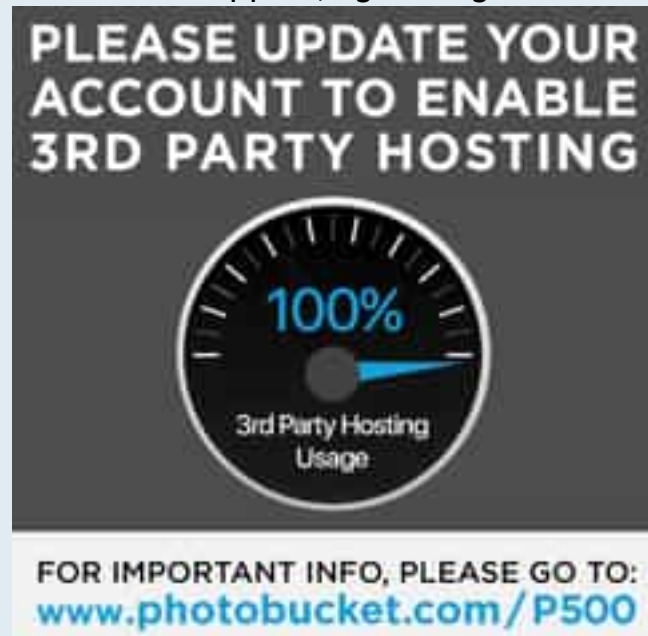 PLEASE UPDATE YOUR
ACCOUNT TO ENABLE
3RD PARTY HOSTING
100%
3rd Party Hosting
Usage
FOR IMPORTANT INFO, PLEASE GO TO:
www.photobucket.com/P500